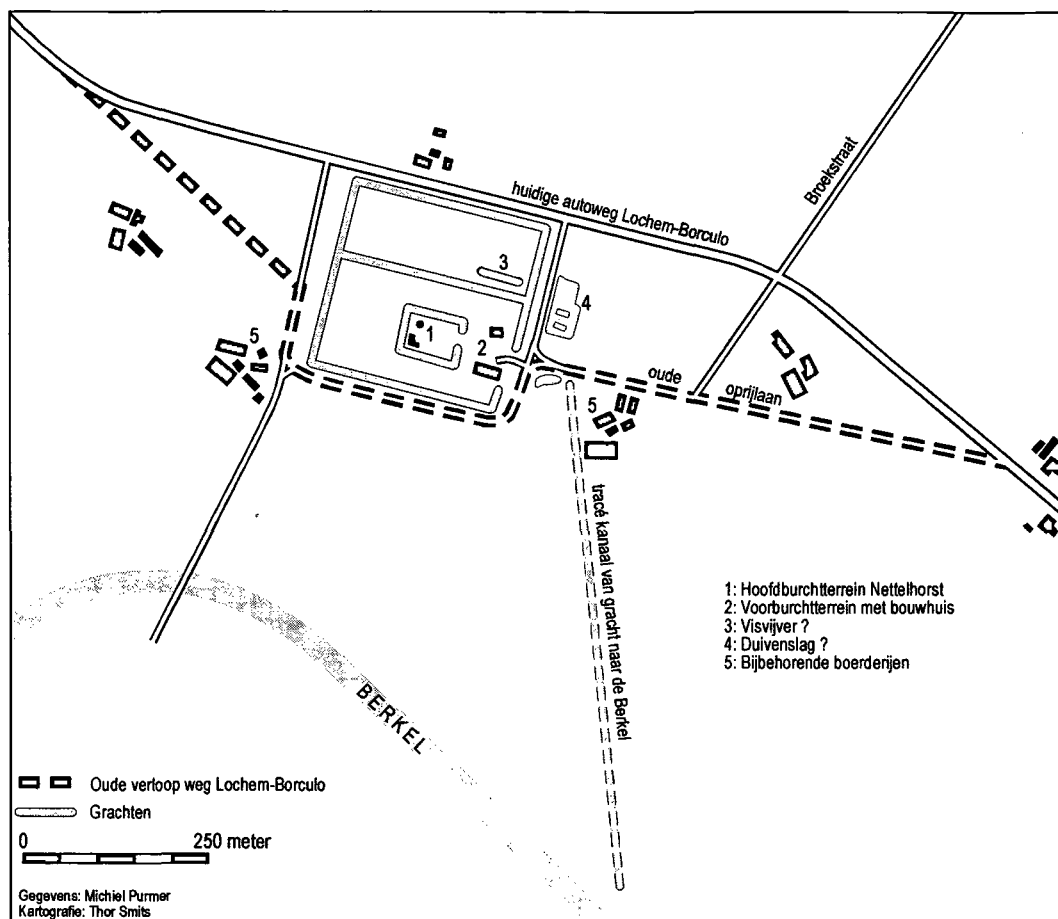 huidige autoweg Lochem-Borculo
Broekstraat
3
4
1
2
5
oude
oprijlaan
5
tracé kanaal van gracht naar de Berkel
BERKEL
1: Hoofdburchtterrein Nettelhorst
2: Voorburchtterrein met bouwhuis
3: Visvijver ?
4: Duivenslag ?
5: Bijbehorende boerderijen
Oude verloop weg Lochem-Borculo
Grachten
0 250 meter
Gegevens: Michiel Purmer
Kartografie: Thor Smits